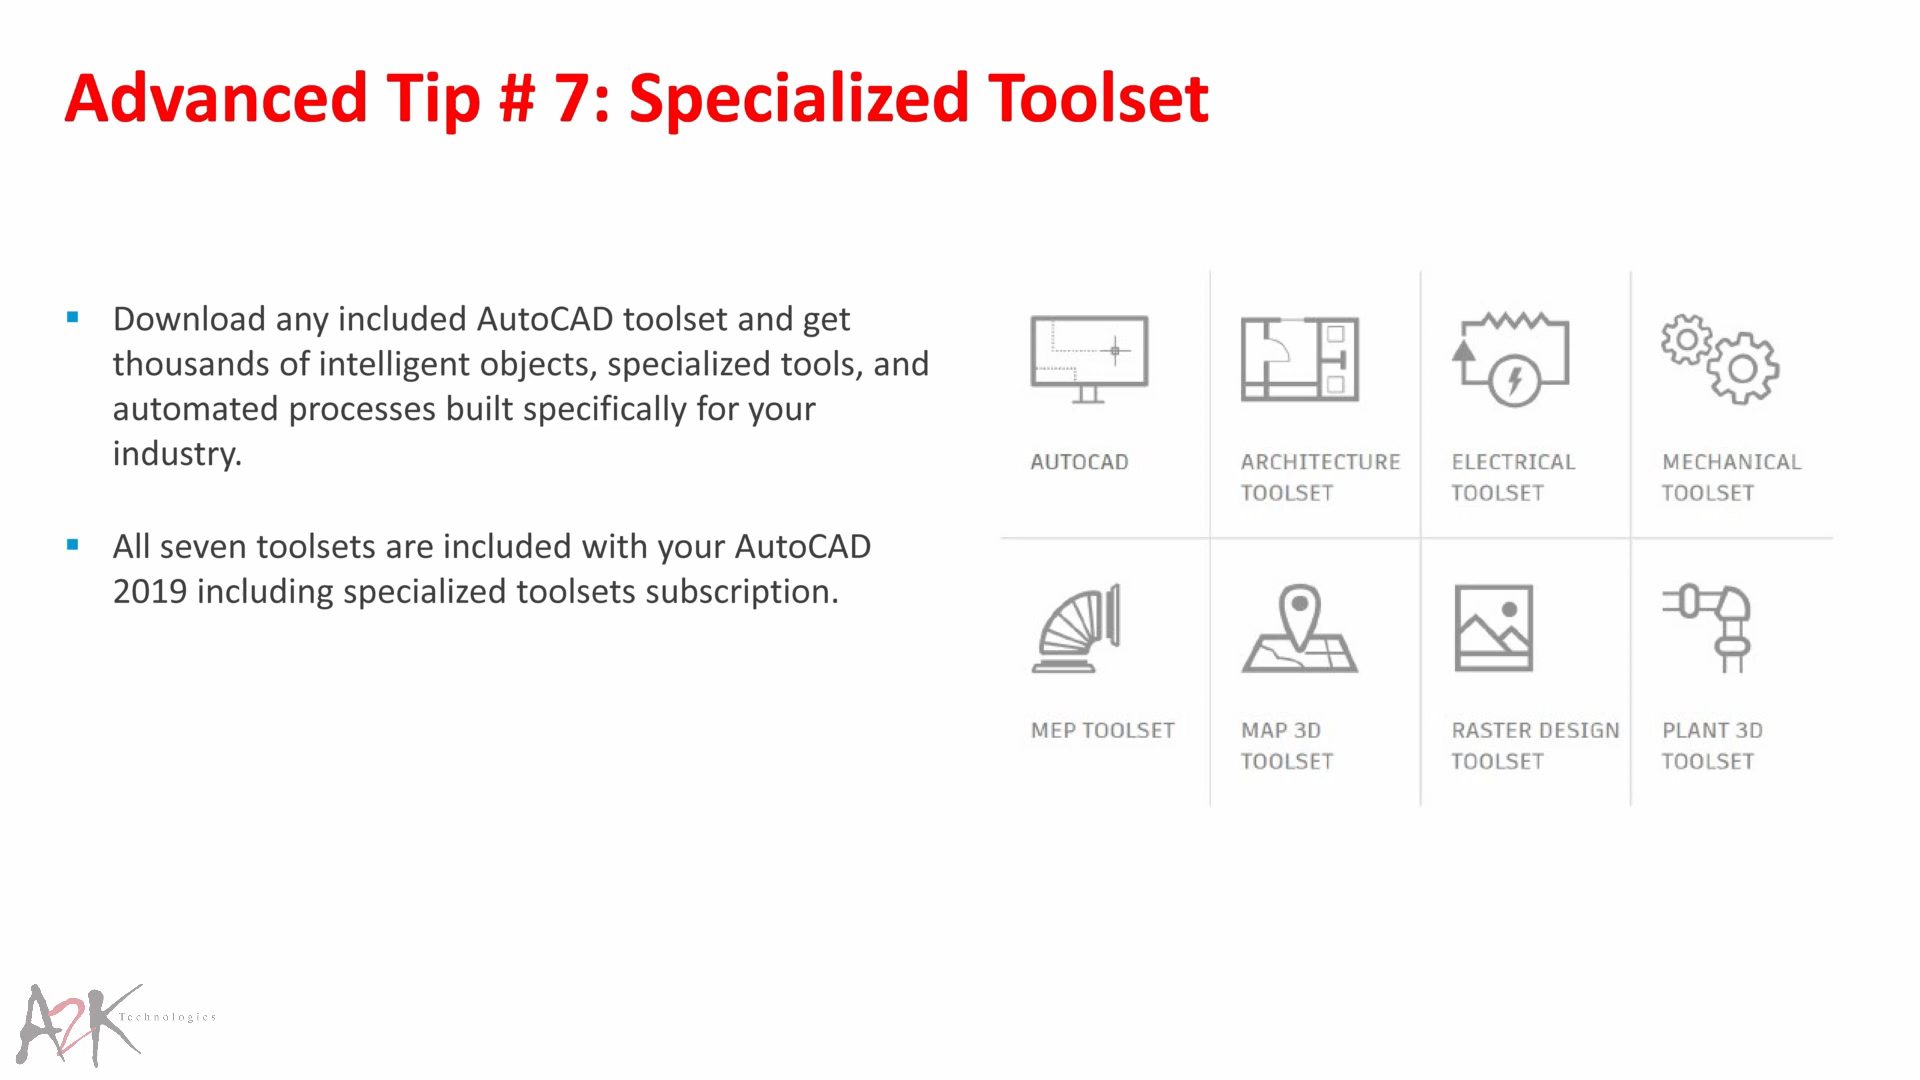 Advanced Tip # 7: Specialized Toolset
▪ Download any included AutoCAD toolset and get
thousands of intelligent objects, specialized tools, and
automated processes built specifically for your
industry.
▪ All seven toolsets are included with your AutoCAD
2019 including specialized toolsets subscription.
AUTOCAD
ARCHITECTURE
TOOLSET
ELECTRICAL
TOOLSET
MECHANICAL
TOOLSET
MEP TOOLSET
MAP 3D
TOOLSET
RASTER DESIGN
TOOLSET
PLANT 3D
TOOLSET
A2K Technologies